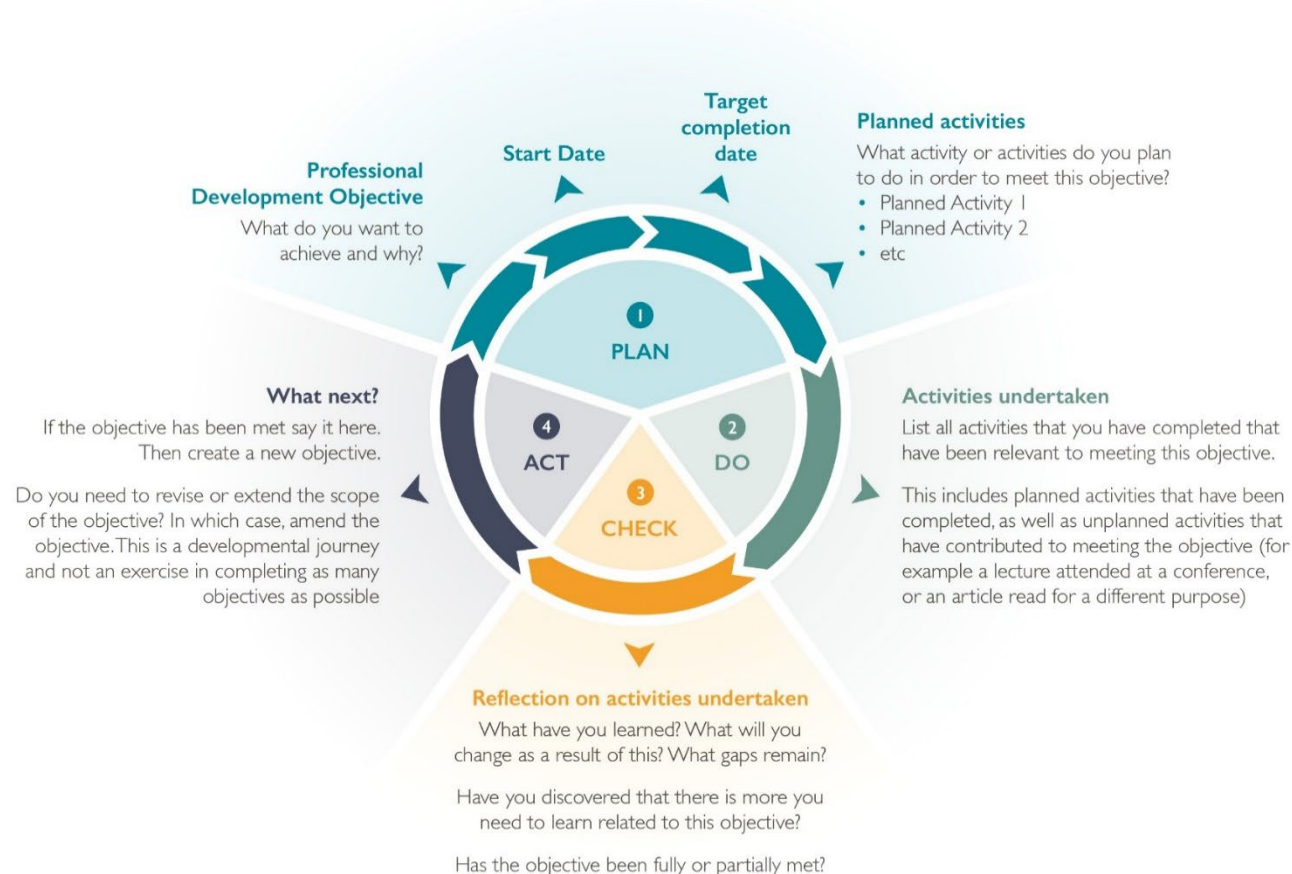 Professional
Development Objective
What do you want to
achieve and why?
Start Date
Target
completion
date
Planned activities
What activity or activities do you plan
to do in order to meet this objective?
• Planned Activity 1
• Planned Activity 2
• etc
1
PLAN
2
DO
3
CHECK
4
ACT
Activities undertaken
List all activities that you have completed that
have been relevant to meeting this objective.
This includes planned activities that have been
completed, as well as unplanned activities that
have contributed to meeting the objective (for
example a lecture attended at a conference,
or an article read for a different purpose)
Reflection on activities undertaken
What have you learned? What will you
change as a result of this? What gaps remain?
Have you discovered that there is more you
need to learn related to this objective?
Has the objective been fully or partially met?
What next?
If the objective has been met say it here.
Then create a new objective.
Do you need to revise or extend the scope
of the objective? In which case, amend the
objective. This is a developmental journey
and not an exercise in completing as many
objectives as possible